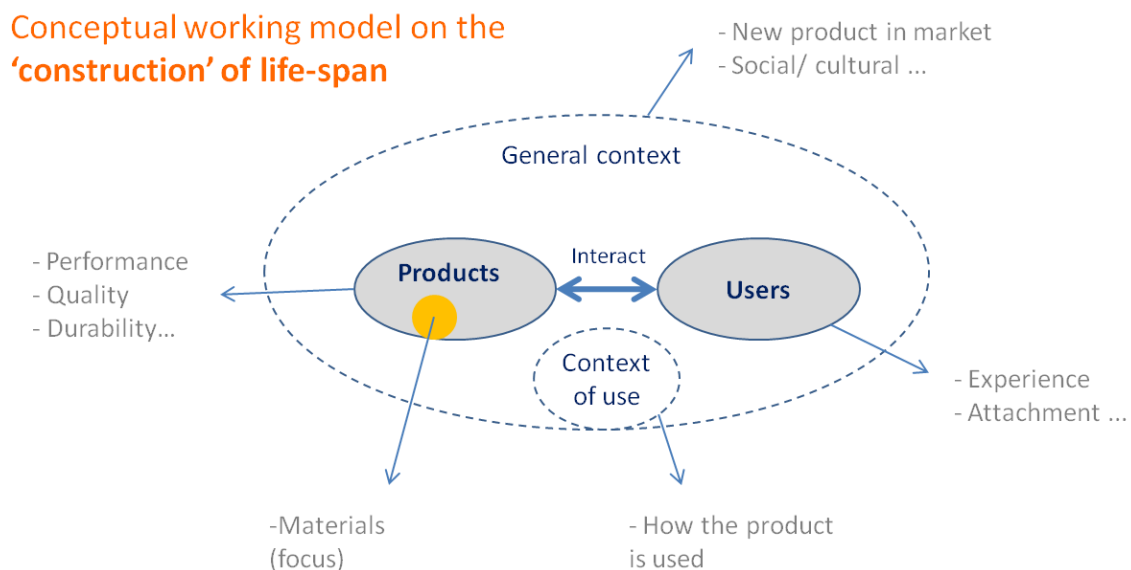 Conceptual working model on the
‘construction’ of life-span
- New product in market
- Social/ cultural ...
General context
- Performance
- Quality
- Durability...
Products
Interact
Users
Context
of use
- Experience
- Attachment ...
-Materials
(focus)
- How the product
is used